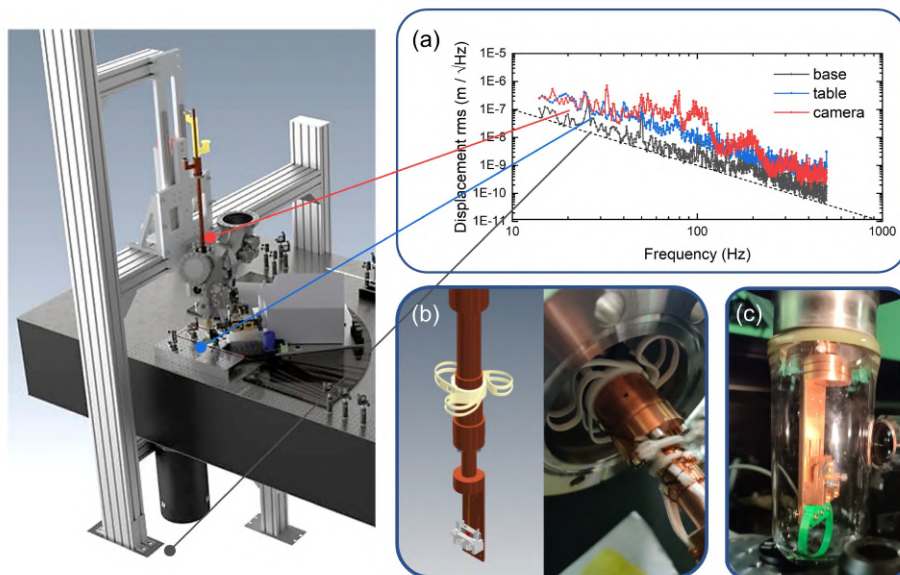 (a)
Displacement rms (m / √Hz)
1E-5
1E-6
1E-7
1E-8
1E-9
1E-10
1E-11
base
table
camera
10
100
1000
Frequency (Hz)
(b)
(c)